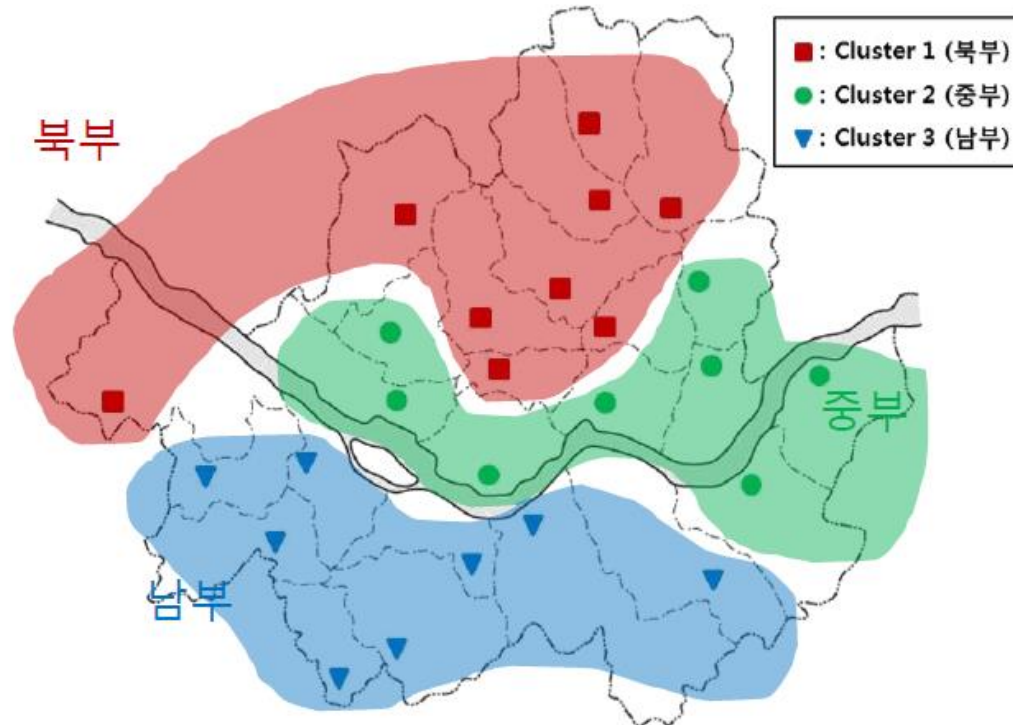 ■ : Cluster 1 (북부)
● : Cluster 2 (중부)
▼ : Cluster 3 (남부)
북부
중부
남부